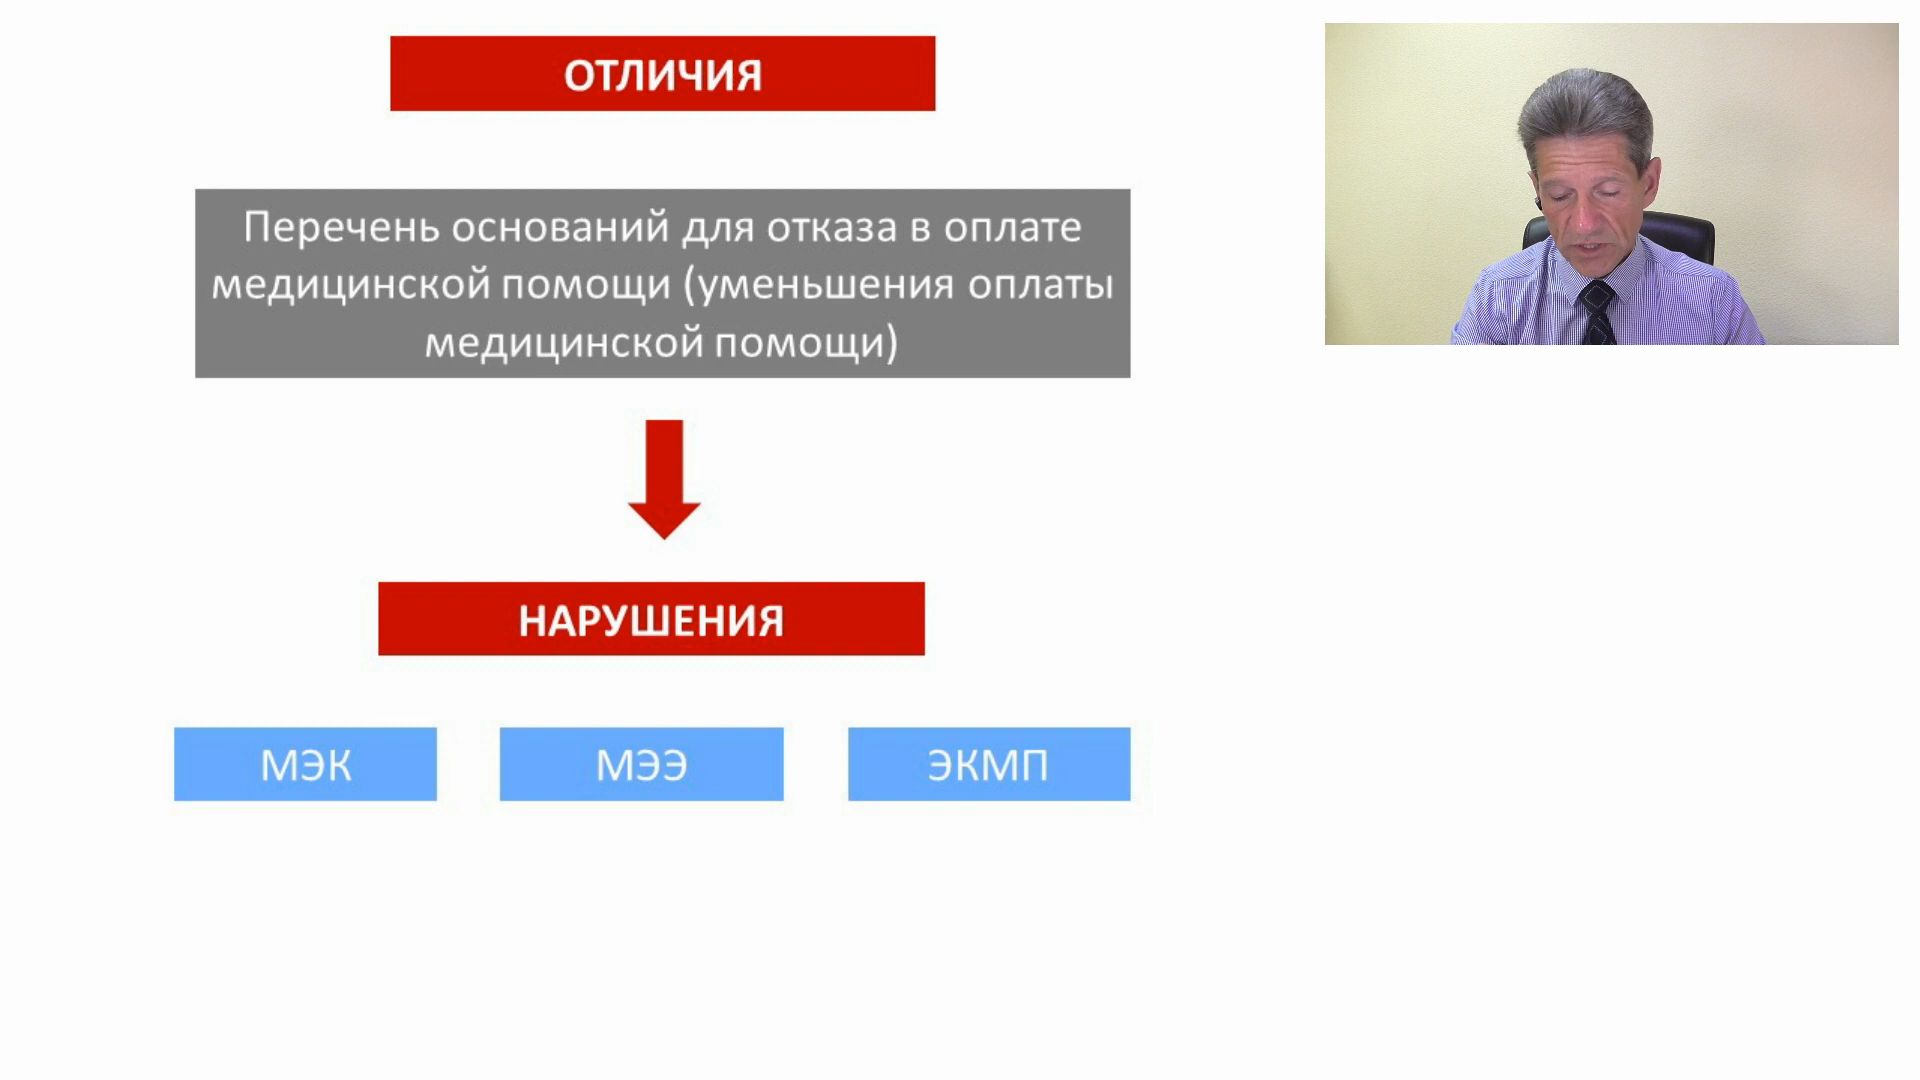 ОТЛИЧИЯ
Перечень оснований для отказа в оплате
медицинской помощи (уменьшения оплаты
медицинской помощи)
НАРУШЕНИЯ
МЭК
МЭЭ
ЭКМП